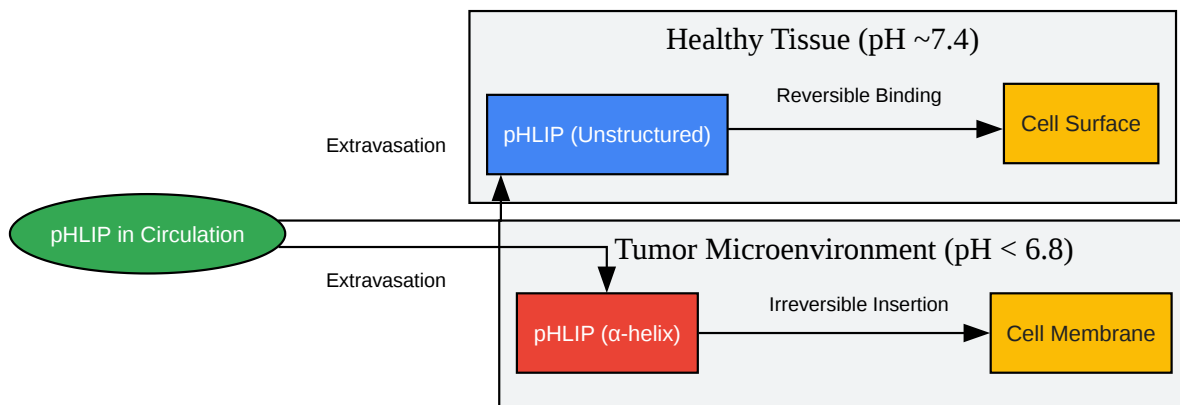 Healthy Tissue (pH ~7.4)
Reversible Binding
pHLIP (Unstructured)
Cell Surface
Extravasation
pHLIP in Circulation
Tumor Microenvironment (pH < 6.8)
Extravasation
Irreversible Insertion
pHLIP (α-helix)
Cell Membrane